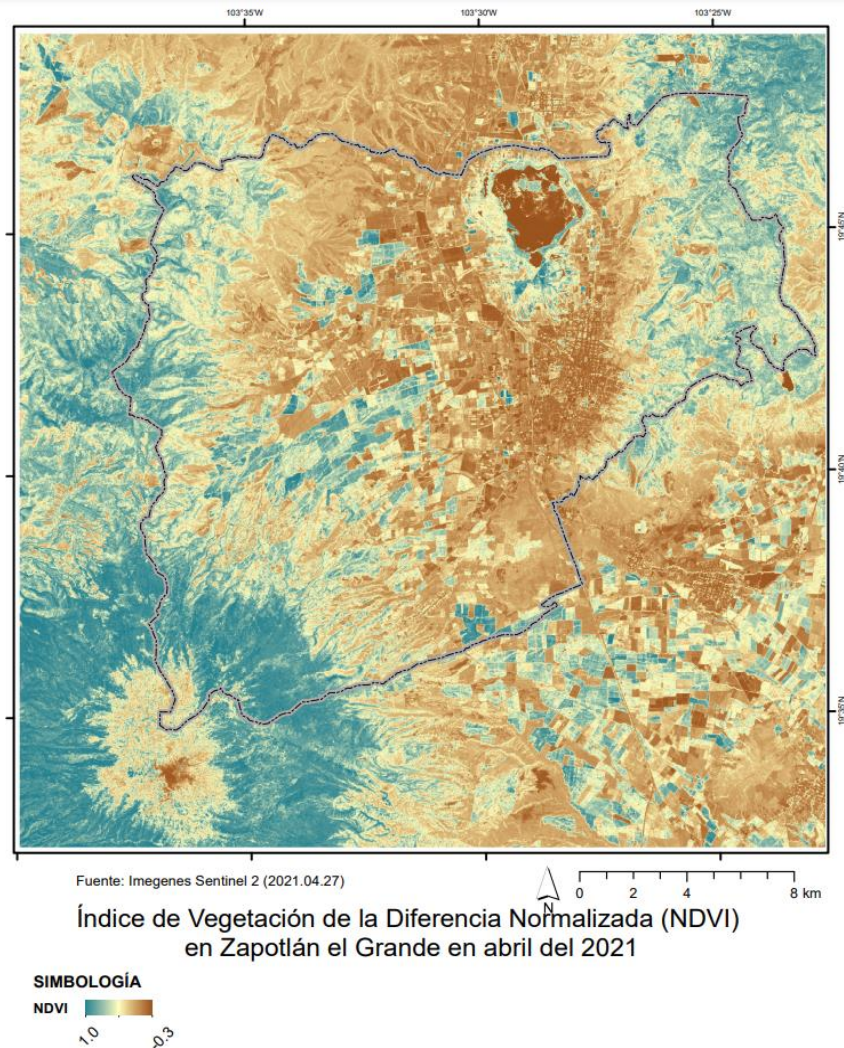 103°35'W 103°30'W 103°25'W
19°45'N
19°40'N
19°35'N
Fuente: Imegenes Sentinel 2 (2021.04.27)
N
0 2 4 8 km
Índice de Vegetación de la Diferencia Normalizada (NDVI)
en Zapotlán el Grande en abril del 2021
SIMBOLOGÍA
NDVI
1.0 -0.3